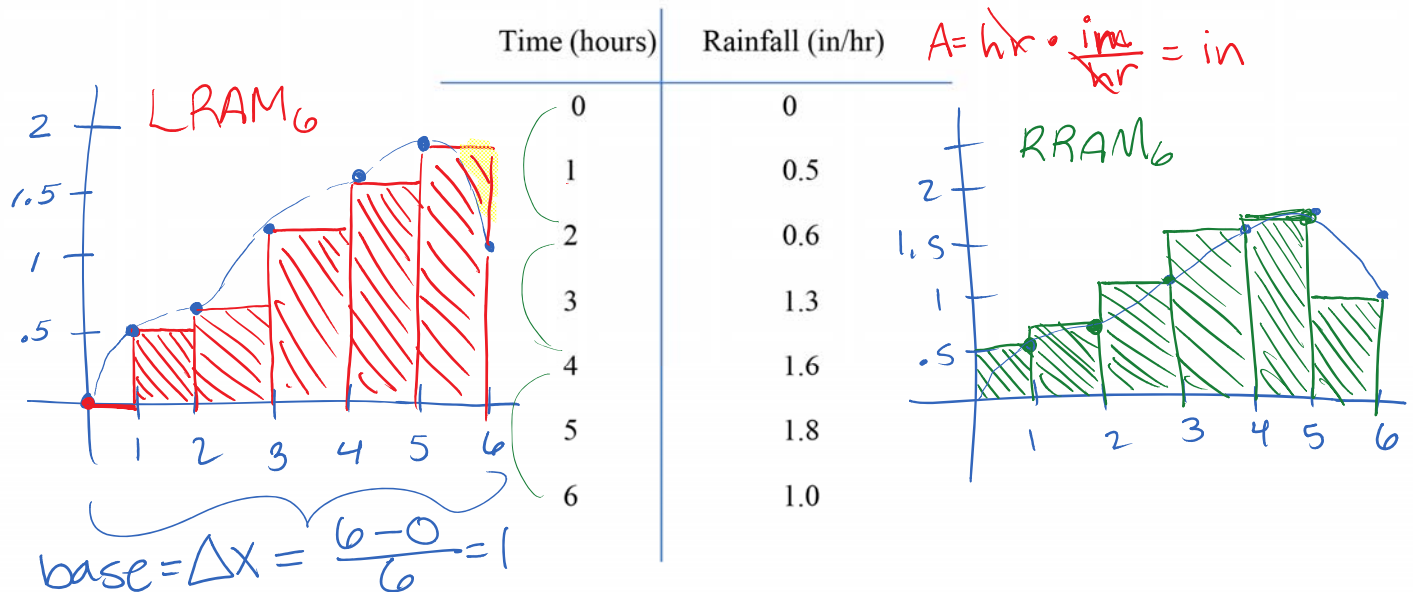 Time (hours) Rainfall (in/hr)
0 0
1 0.5
2 0.6
3 1.3
4 1.6
5 1.8
6 1.0
LRAM6
2
1.5
1
.5
1 2 3 4 5 6
base = Δx = 6-0/6 = 1
A = hr · in/hr = in
RRAM6
2
1.5
1
.5
1 2 3 4 5 6